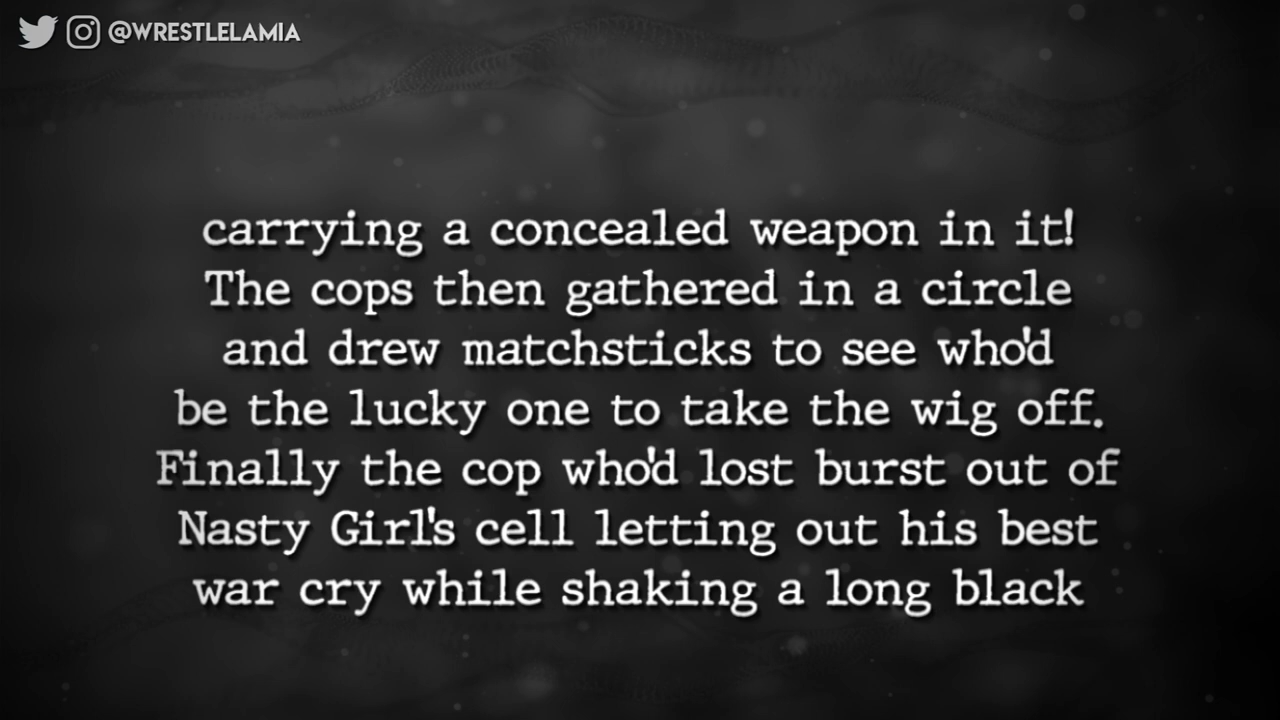 @WRESTLELAMIA
carrying a concealed weapon in it!
The cops then gathered in a circle
and drew matchsticks to see who'd
be the lucky one to take the wig off.
Finally the cop who'd lost burst out of
Nasty Girl's cell letting out his best
war cry while shaking a long black